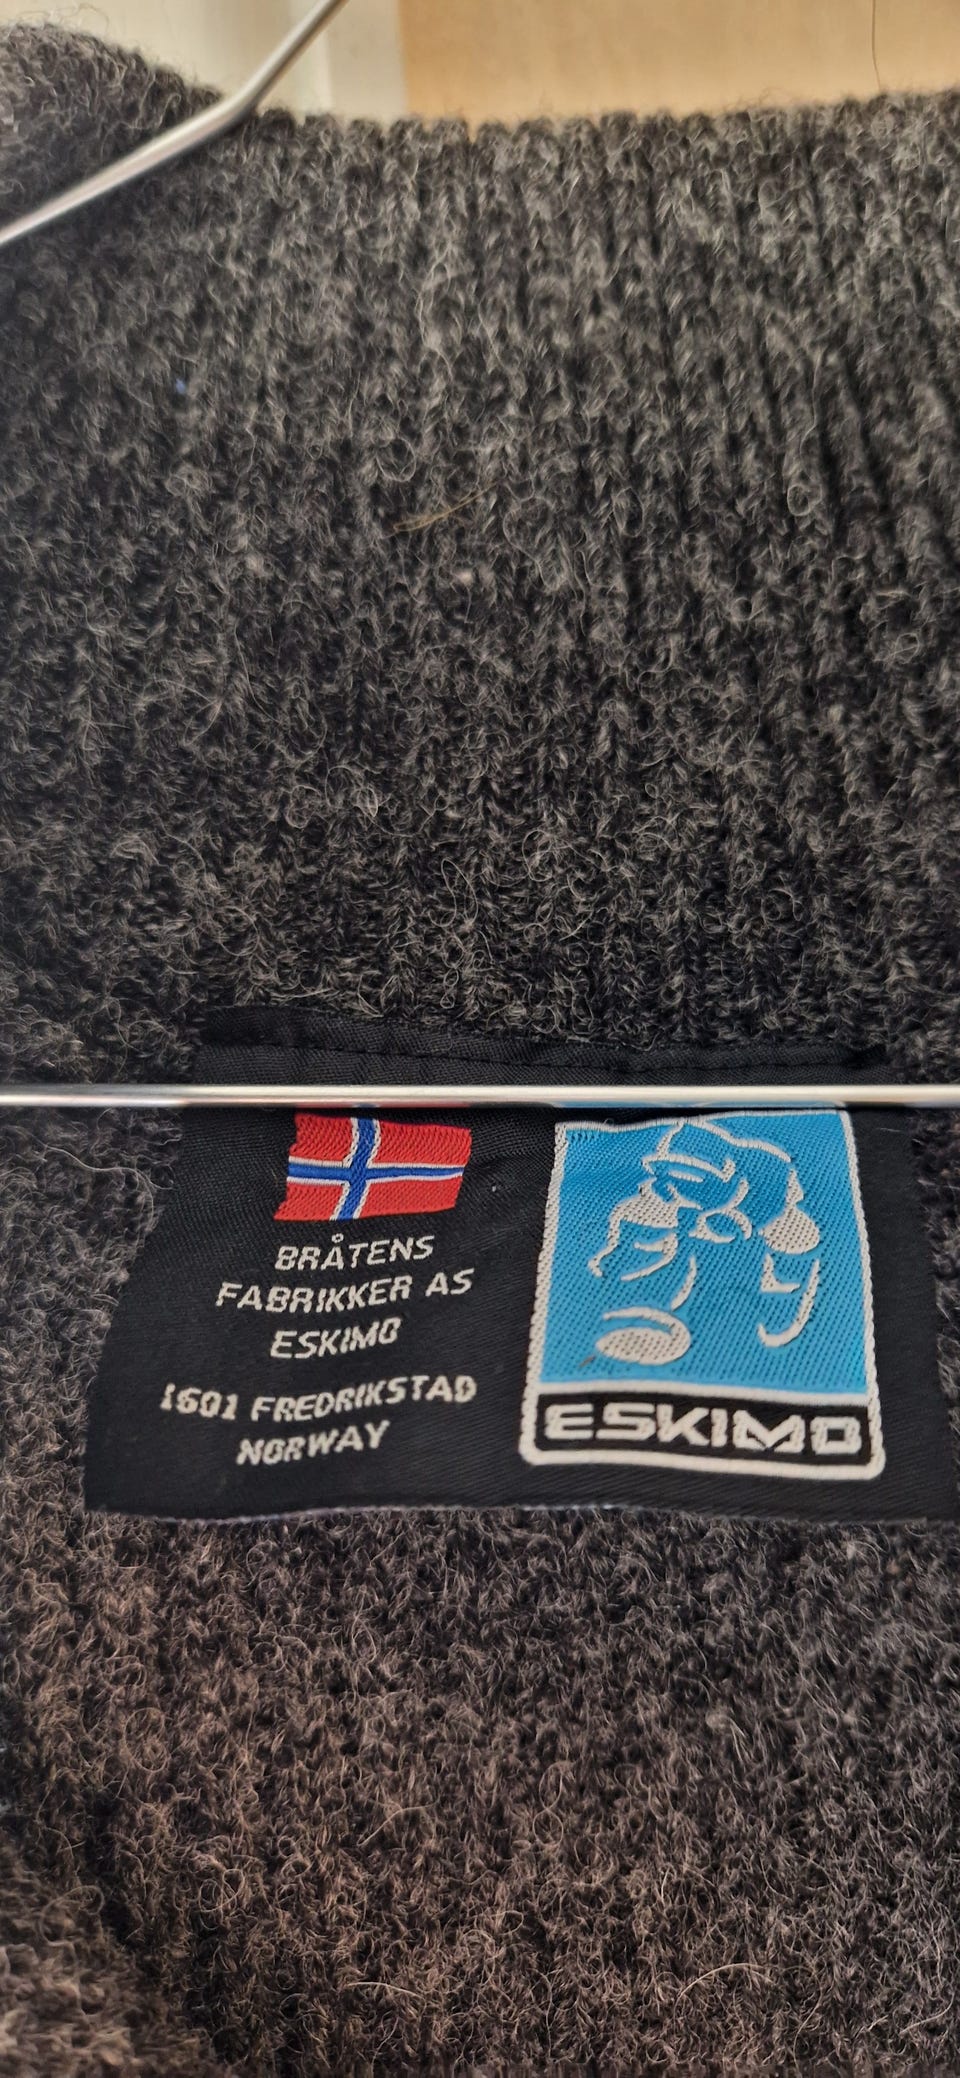 BRÅTENS
FABRIKKER AS
ESKIMO
1601 FREDRIKSTAD
NORWAY
ESKIMO